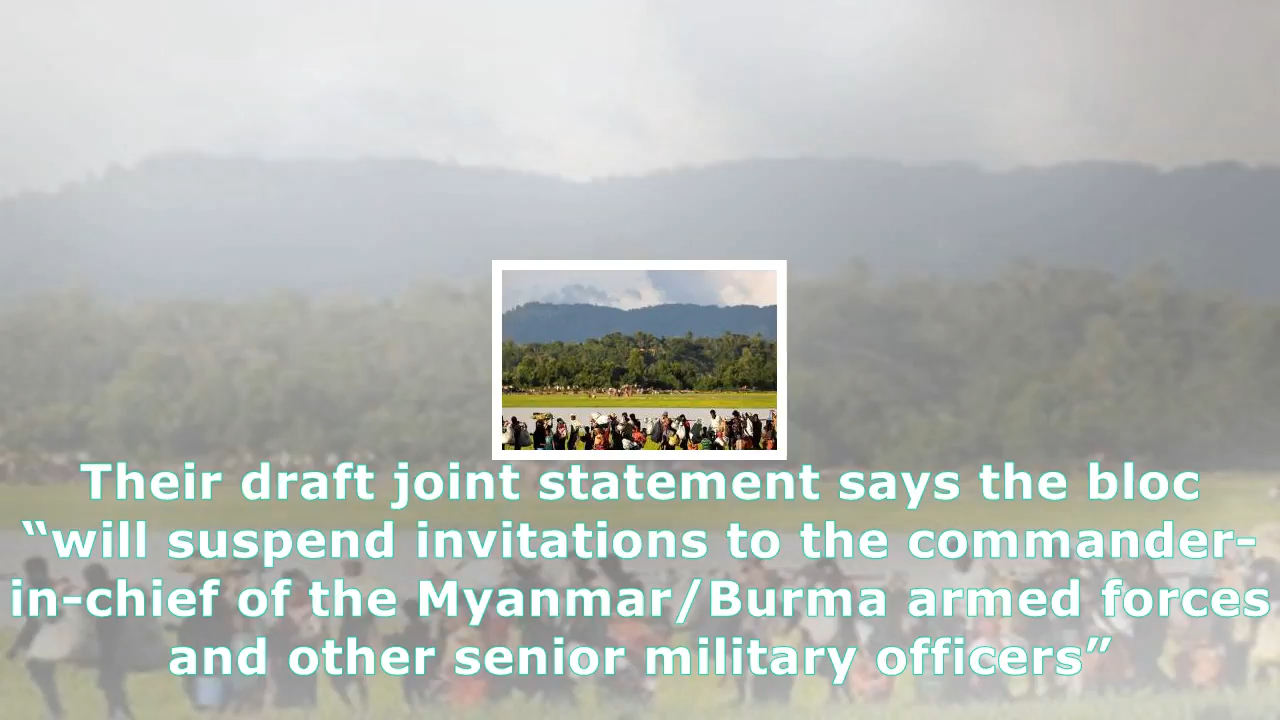 Their draft joint statement says the bloc
“will suspend invitations to the commander-
in-chief of the Myanmar/Burma armed forces
and other senior military officers”